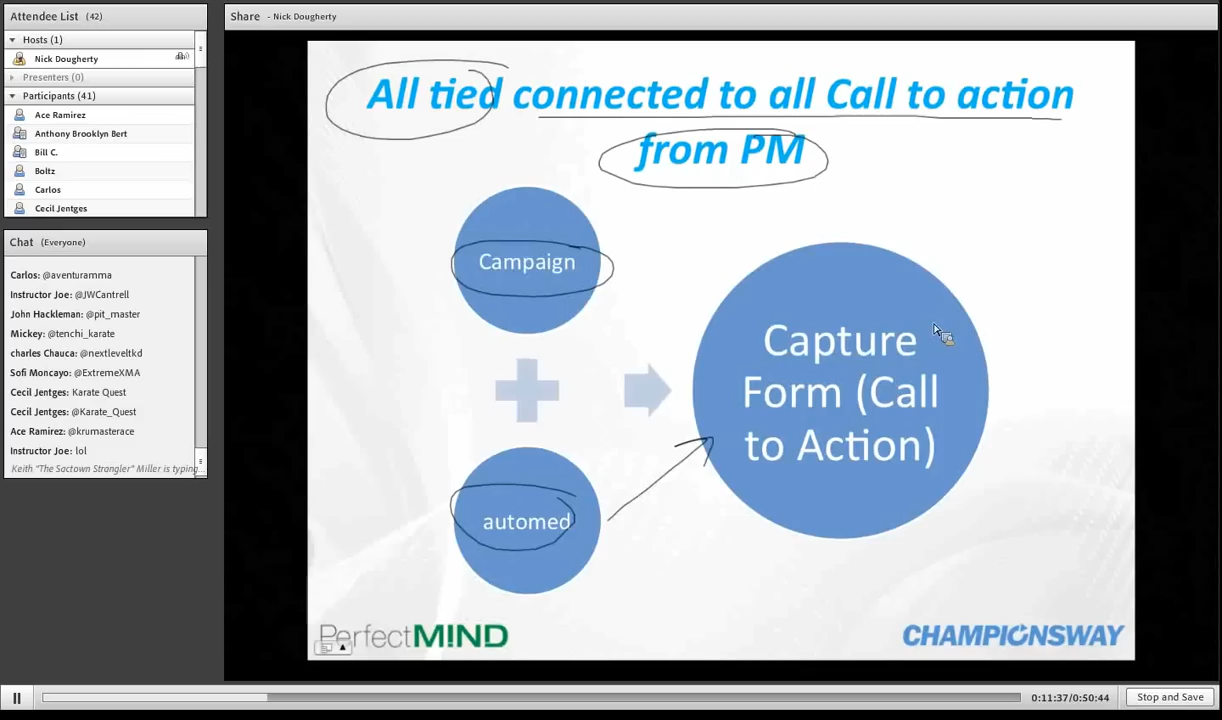 Attendee List (42)
Hosts (1)
Nick Dougherty
Presenters (0)
Participants (41)
Ace Ramirez
Anthony Brooklyn Bert
Bill C.
Boltz
Carlos
Cecil Jentges
Chat (Everyone)
Carlos: @aventuramma
Instructor Joe: @JWCantrell
John Hackleman: @pit_master
Mickey: @tenchi_karate
charles Chauca: @nextleveltkd
Sofi Moncayo: @ExtremeXMA
Cecil Jentges: Karate Quest
Cecil Jentges: @Karate_Quest
Ace Ramirez: @krumasterace
Instructor Joe: lol
Keith "The Sactown Strangler" Miller is typing...
Share - Nick Dougherty
All tied connected to all Call to action
from PM
Campaign
automed
Capture
Form (Call
to Action)
PerfectMIND
CHAMPIONSWAY
0:11:37/0:50:44
Stop and Save